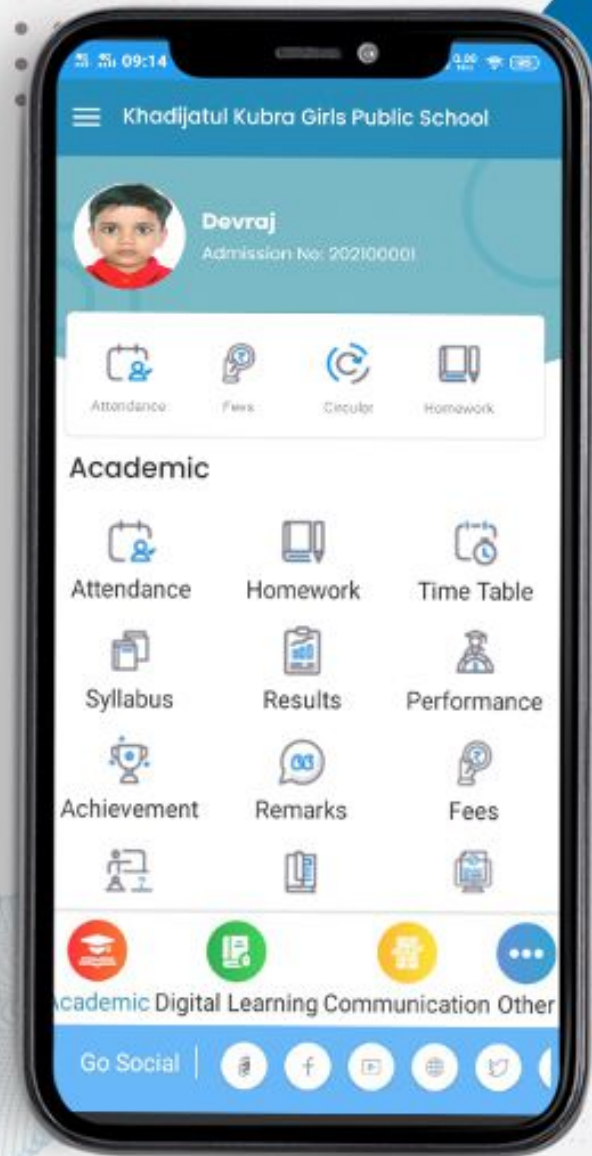 09:14
Khadijatul Kubra Girls Public School
Devraj
Admission No: 202100001
Attendance Fees Circular Homework
Academic
Attendance Homework Time Table
Syllabus Results Performance
Achievement Remarks Fees
Academic Digital Learning Communication Other
Go Social